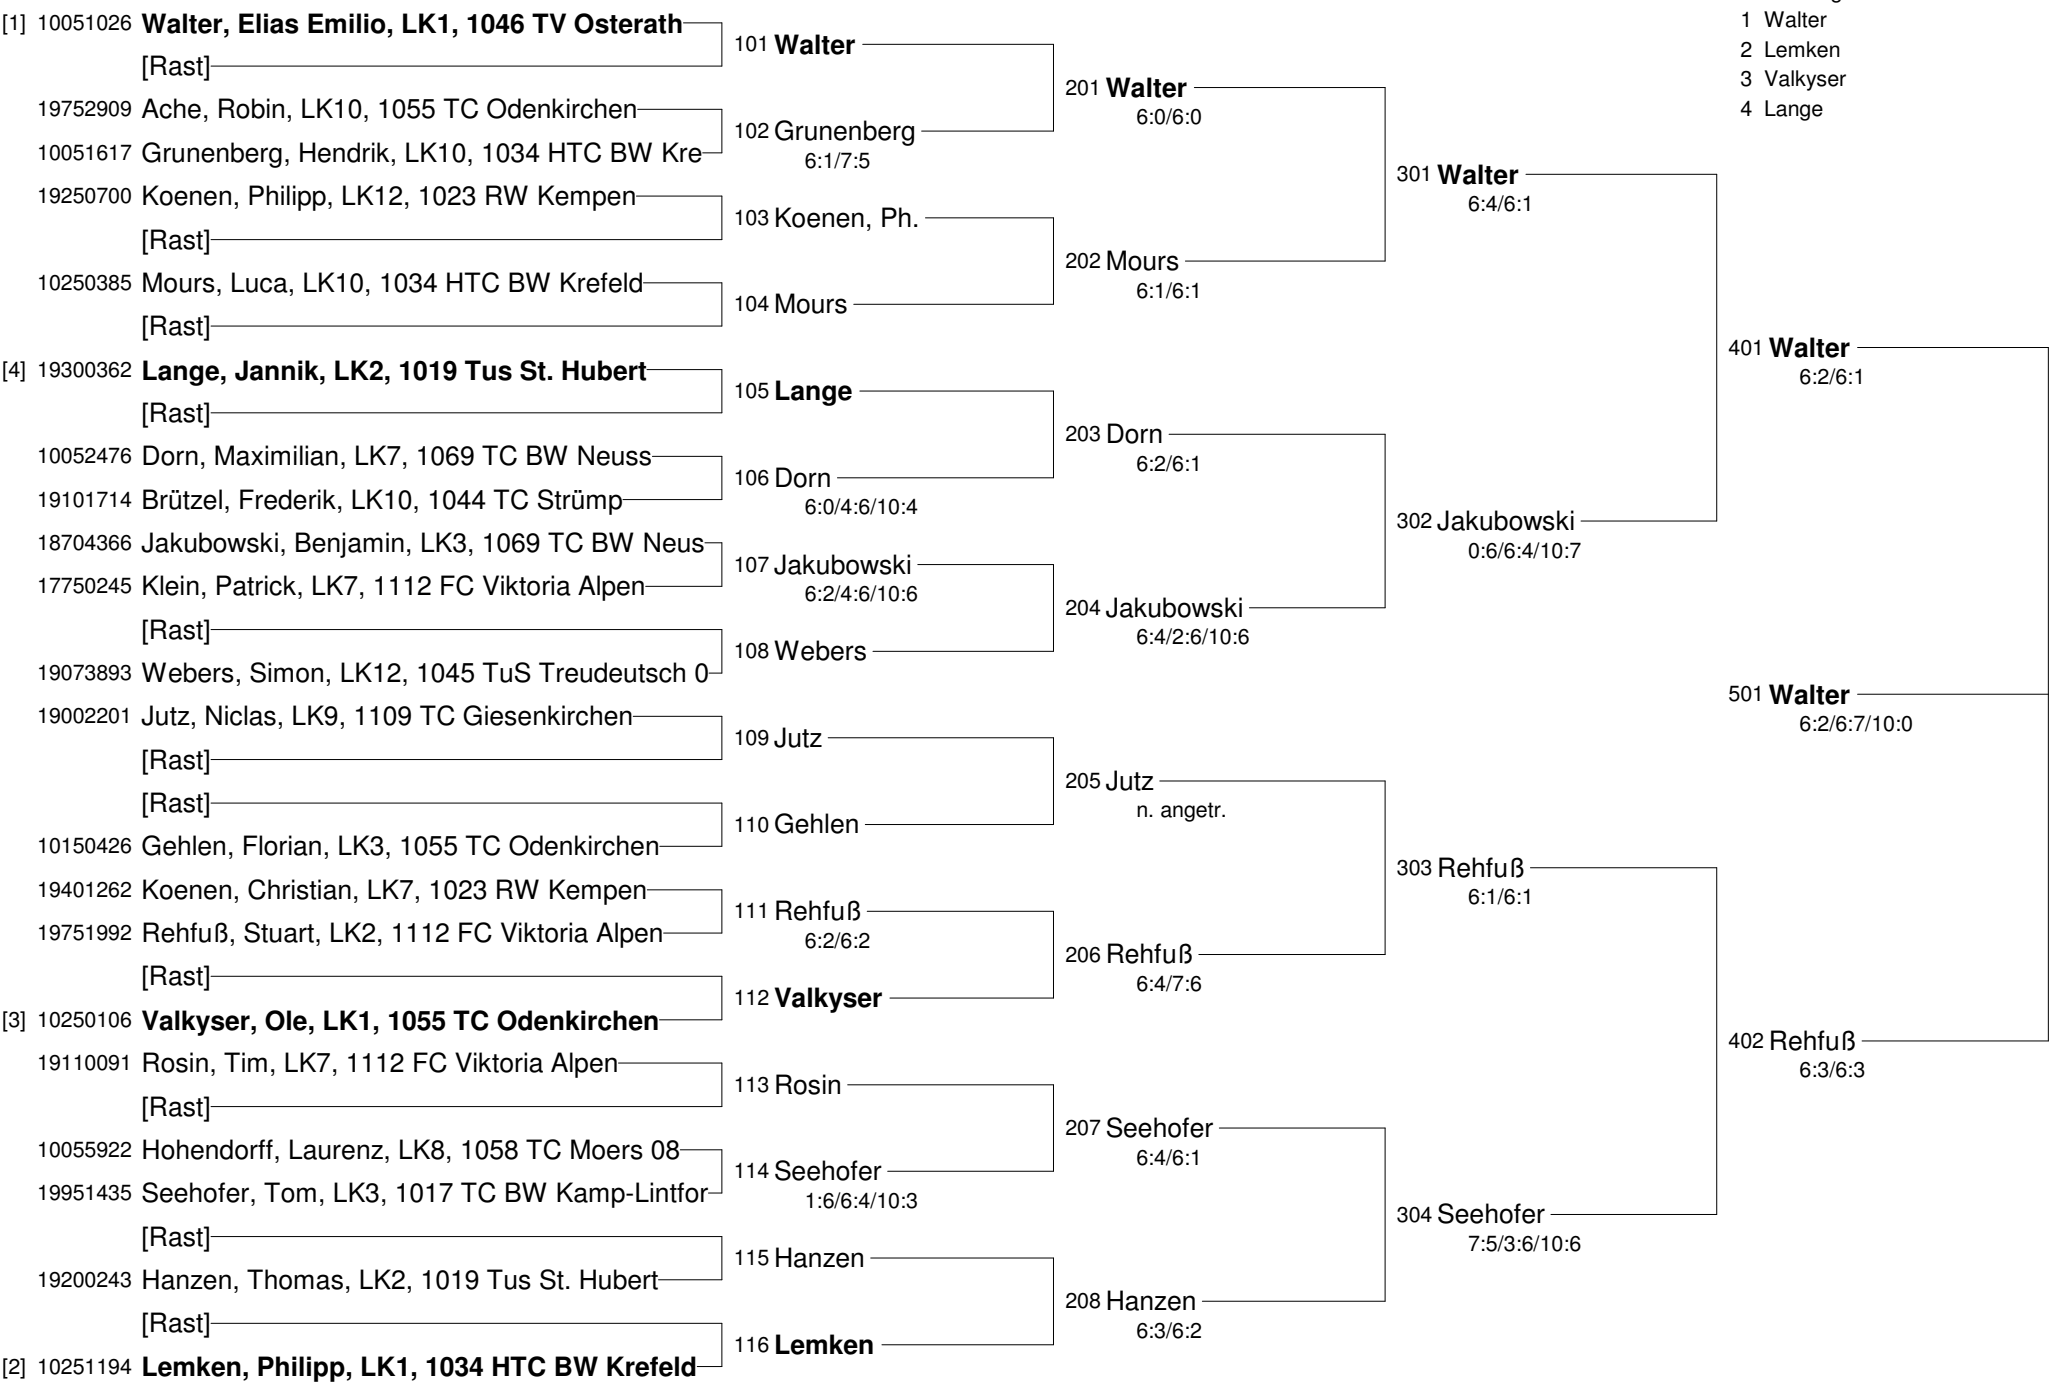 [1] 10051026 Walter, Elias Emilio, LK1, 1046 TV Osterath
[Rast]
19752909 Ache, Robin, LK10, 1055 TC Odenkirchen
10051617 Grunenberg, Hendrik, LK10, 1034 HTC BW Kre
19250700 Koenen, Philipp, LK12, 1023 RW Kempen
[Rast]
10250385 Mours, Luca, LK10, 1034 HTC BW Krefeld
[Rast]
[4] 19300362 Lange, Jannik, LK2, 1019 Tus St. Hubert
[Rast]
10052476 Dorn, Maximilian, LK7, 1069 TC BW Neuss
19101714 Brützel, Frederik, LK10, 1044 TC Strümp
18704366 Jakubowski, Benjamin, LK3, 1069 TC BW Neus
17750245 Klein, Patrick, LK7, 1112 FC Viktoria Alpen
[Rast]
19073893 Webers, Simon, LK12, 1045 TuS Treudeutsch 0
19002201 Jutz, Niclas, LK9, 1109 TC Giesenkirchen
[Rast]
[Rast]
10150426 Gehlen, Florian, LK3, 1055 TC Odenkirchen
19401262 Koenen, Christian, LK7, 1023 RW Kempen
19751992 Rehfuß, Stuart, LK2, 1112 FC Viktoria Alpen
[Rast]
[3] 10250106 Valkyser, Ole, LK1, 1055 TC Odenkirchen
19110091 Rosin, Tim, LK7, 1112 FC Viktoria Alpen
[Rast]
10055922 Hohendorff, Laurenz, LK8, 1058 TC Moers 08
19951435 Seehofer, Tom, LK3, 1017 TC BW Kamp-Lintfor
[Rast]
19200243 Hanzen, Thomas, LK2, 1019 Tus St. Hubert
[Rast]
[2] 10251194 Lemken, Philipp, LK1, 1034 HTC BW Krefeld
101 Walter
102 Grunenberg
6:1/7:5
103 Koenen, Ph.
104 Mours
105 Lange
106 Dorn
6:0/4:6/10:4
107 Jakubowski
6:2/4:6/10:6
108 Webers
109 Jutz
110 Gehlen
111 Rehfuß
6:2/6:2
112 Valkyser
113 Rosin
114 Seehofer
1:6/6:4/10:3
115 Hanzen
116 Lemken
201 Walter
6:0/6:0
202 Mours
6:1/6:1
203 Dorn
6:2/6:1
204 Jakubowski
6:4/2:6/10:6
205 Jutz
n. angetr.
206 Rehfuß
6:4/7:6
207 Seehofer
6:4/6:1
208 Hanzen
6:3/6:2
301 Walter
6:4/6:1
302 Jakubowski
0:6/6:4/10:7
303 Rehfuß
6:1/6:1
304 Seehofer
7:5/3:6/10:6
1 Walter
2 Lemken
3 Valkyser
4 Lange
401 Walter
6:2/6:1
501 Walter
6:2/6:7/10:0
402 Rehfuß
6:3/6:3